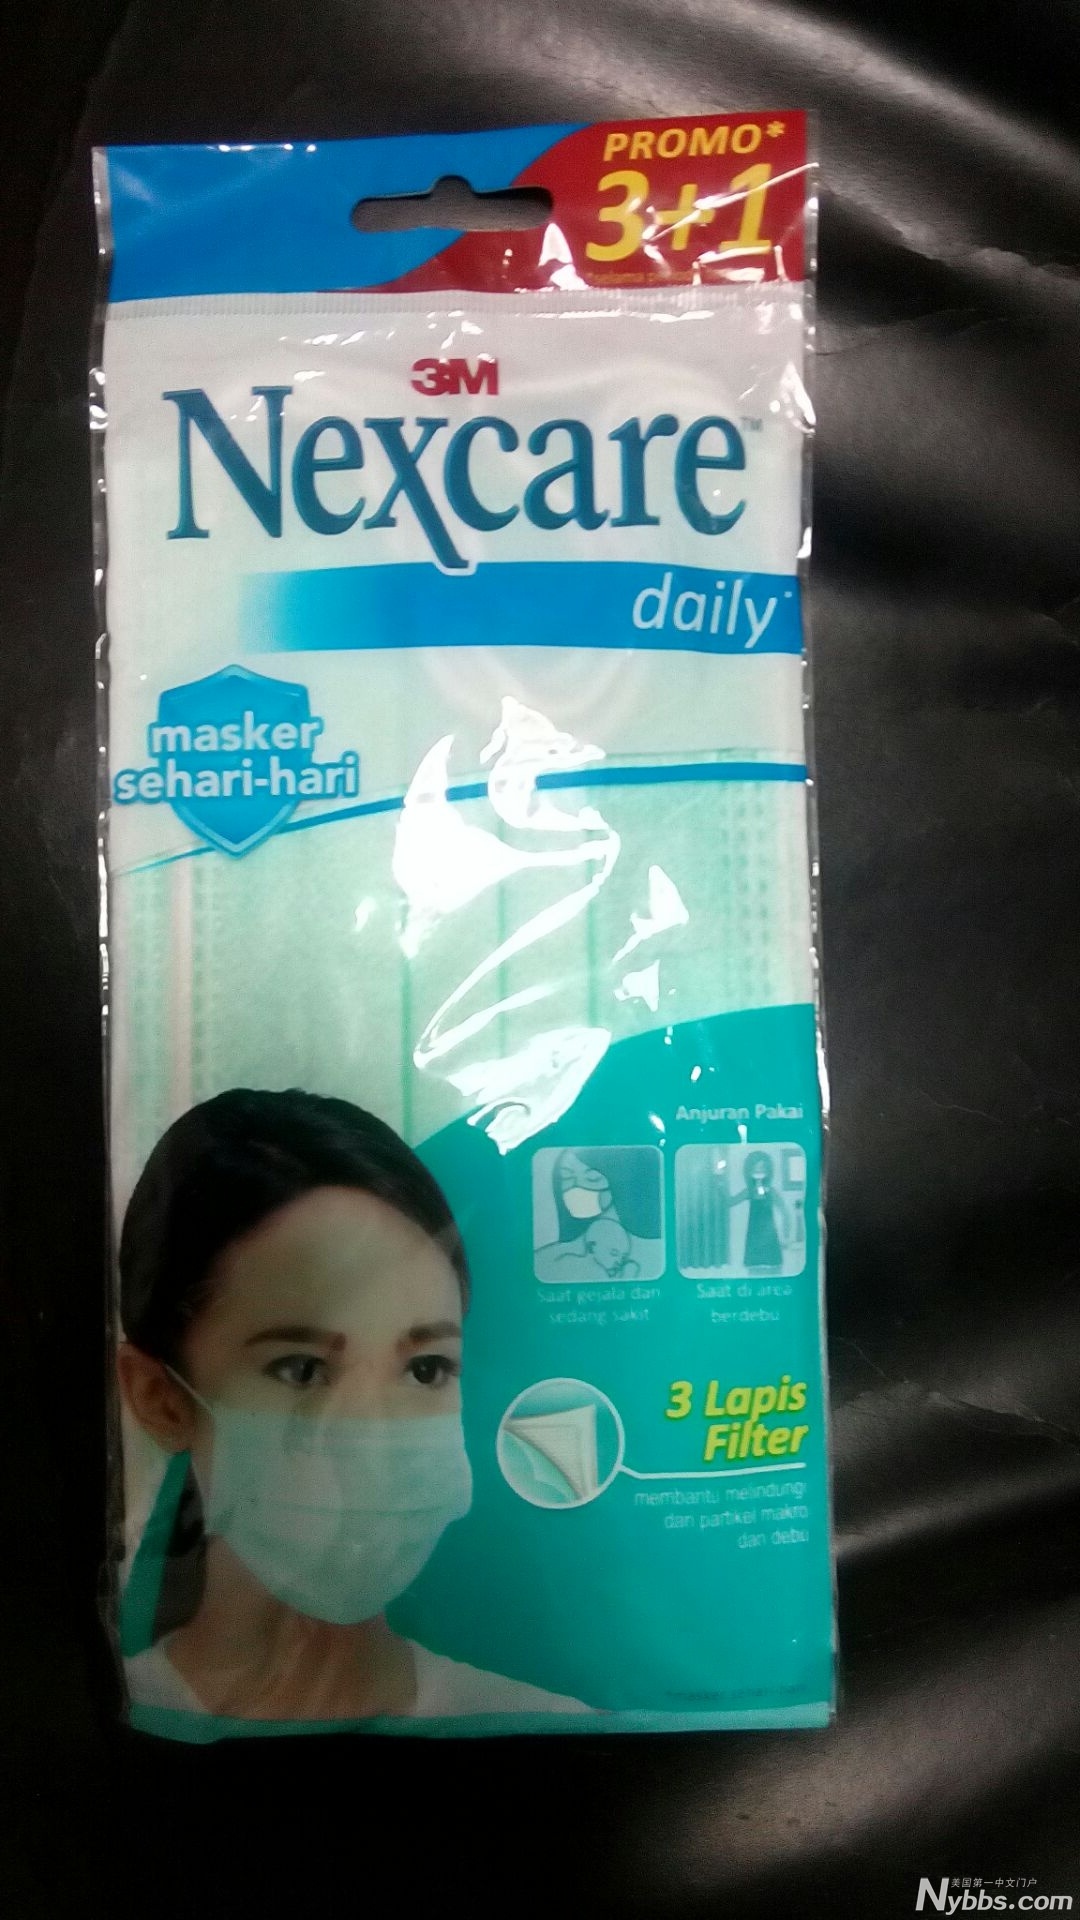 PROMO*
3+1
3M
Nexcare™
daily
masker
sehari-hari
Anjuran Pakai
Saat gejala dan
sedang sakit
Saat di area
berdebu
3 Lapis
Filter
membantu melindungi
dari partikel makro
dan debu
美国第一中文门户
Nybbs.com